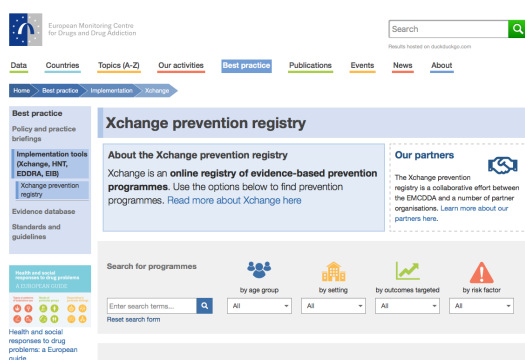 European Monitoring Centre
for Drugs and Drug Addiction
Search
Results hosted on duckduckgo.com
Data
Countries
Topics (A-Z)
Our activities
Best practice
Publications
Events
News
About
Home
Best practice
Implementation
Xchange
Best practice
Policy and practice
briefings
Implementation tools
(Xchange, HNT,
EDDRA, EIB)
Xchange prevention
registry
Evidence database
Standards and
guidelines
Health and social
responses to drug problems
A EUROPEAN GUIDE
Health and social
responses to drug
problems: a European
guide
Xchange prevention registry
About the Xchange prevention registry
Xchange is an online registry of evidence-based prevention
programmes. Use the options below to find prevention
programmes. Read more about Xchange here
Our partners
The Xchange prevention
registry is a collaborative effort between
the EMCDDA and a number of partner
organisations. Learn more about our
partners here.
Search for programmes
Enter search terms...
Reset search form
by age group
All
by setting
All
by outcomes targeted
All
by risk factor
All